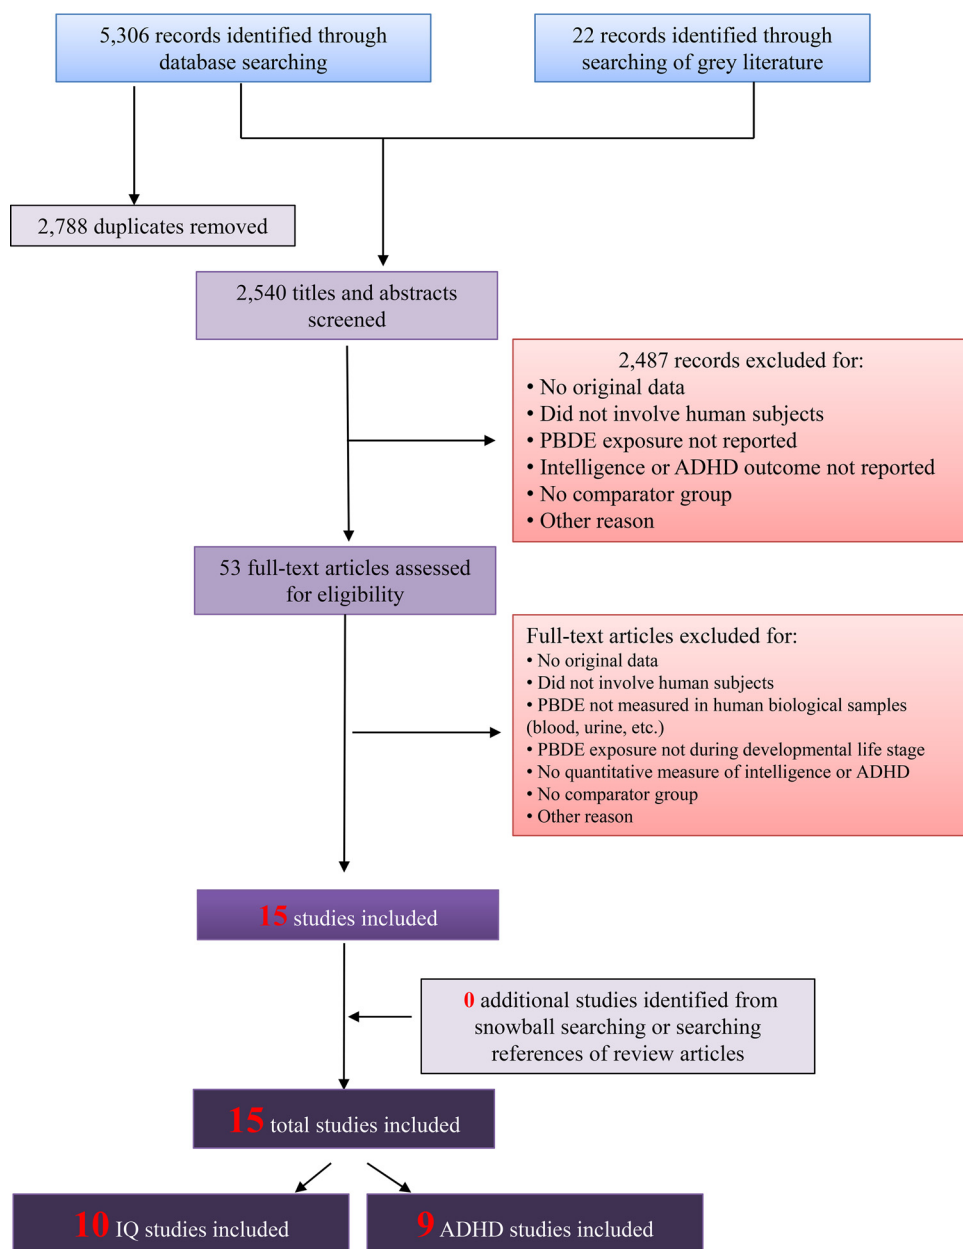 5,306 records identified through
database searching
22 records identified through
searching of grey literature
2,788 duplicates removed
2,540 titles and abstracts
screened
2,487 records excluded for:
• No original data
• Did not involve human subjects
• PBDE exposure not reported
• Intelligence or ADHD outcome not reported
• No comparator group
• Other reason
53 full-text articles assessed
for eligibility
Full-text articles excluded for:
• No original data
• Did not involve human subjects
• PBDE not measured in human biological samples
(blood, urine, etc.)
• PBDE exposure not during developmental life stage
• No quantitative measure of intelligence or ADHD
• No comparator group
• Other reason
15 studies included
0 additional studies identified from
snowball searching or searching
references of review articles
15 total studies included
10 IQ studies included
9 ADHD studies included